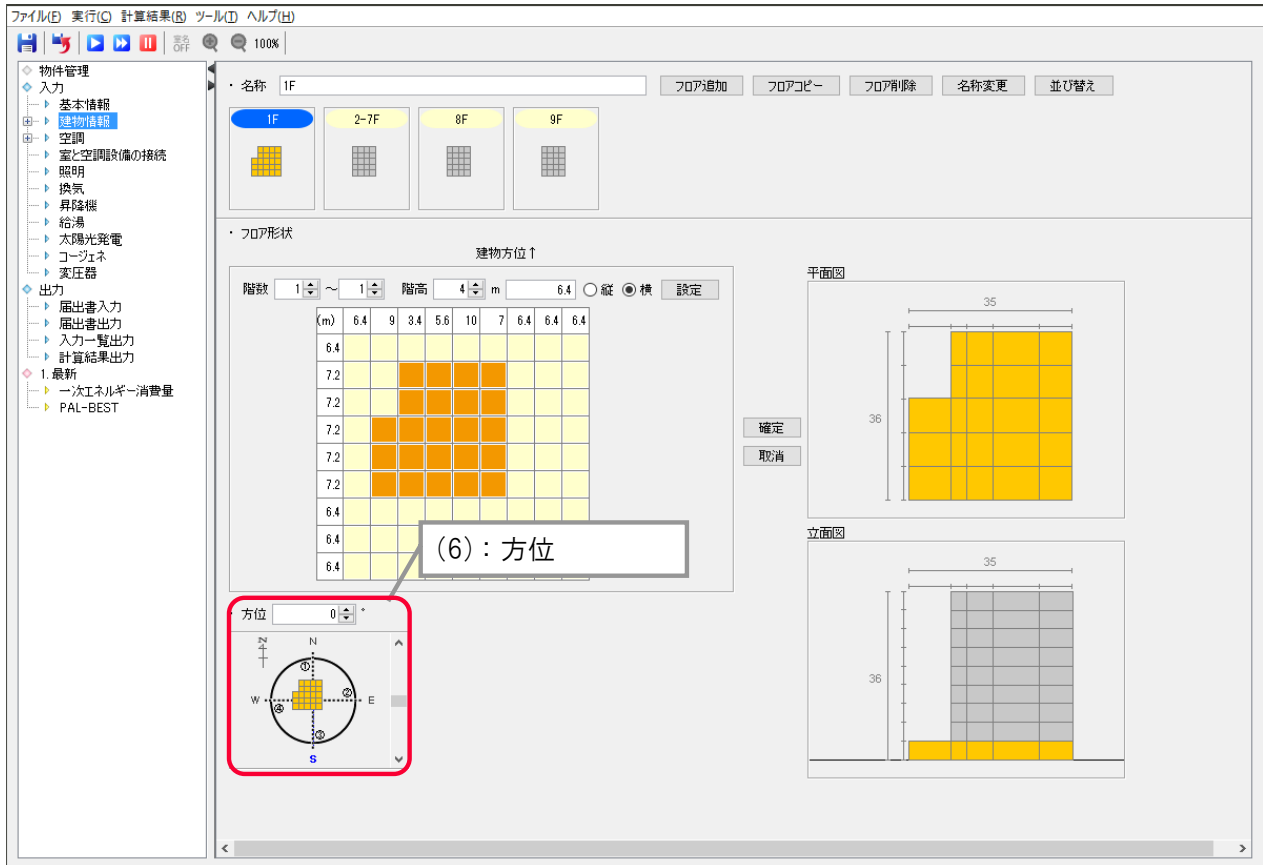 ファイル(F) 実行(C) 計算結果(R) ツール(T) ヘルプ(H)
室名 OFF 100%
物件管理
入力
基本情報
建物情報
空調
室と空調設備の接続
照明
換気
昇降機
給湯
太陽光発電
コージェネ
変圧器
出力
届出書入力
届出書出力
入力一覧出力
計算結果出力
1.最新
一次エネルギー消費量
PAL-BEST
・ 名称 1F フロア追加 フロアコピー フロア削除 名称変更 並び替え
1F 2-7F 8F 9F
・ フロア形状
建物方位↑
階数 1 ～ 1 階高 4 m 6.4 縦 横 設定
(m) 6.4 9 3.4 5.6 10 7 6.4 6.4 6.4
6.4
7.2
7.2
7.2
7.2
7.2
6.4
6.4
6.4
確定
取消
平面図
35
36
立面図
35
36
(6)：方位
・ 方位 0 °
N N
①
W ② E
④
③
S